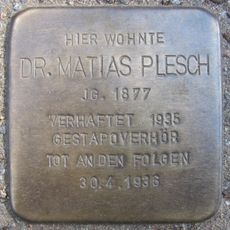 HIER WOHNTE
DR. MATIAS PLESCH
JG. 1877
VERHAFTET 1935
GESTAPOVERHÖR
TOT AN DEN FOLGEN
30.4.1936